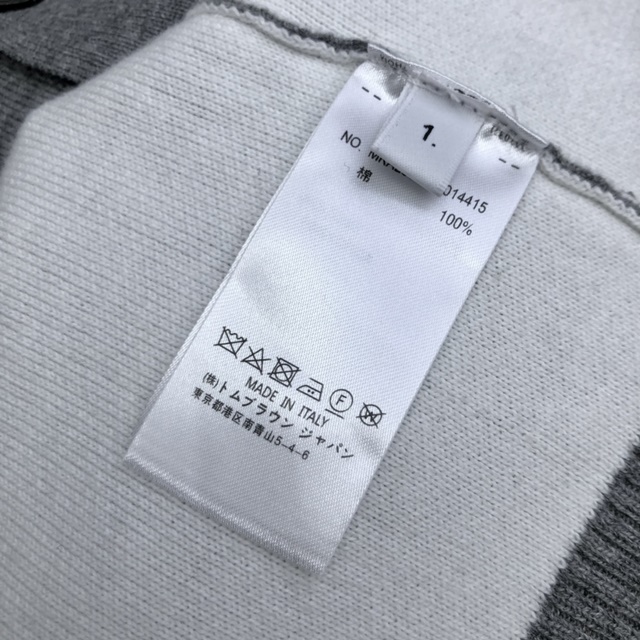 1.
NO.
014415
棉
100%
MADE IN ITALY
(株)トムブラウン ジャパン
東京都港区南青山5-4-6